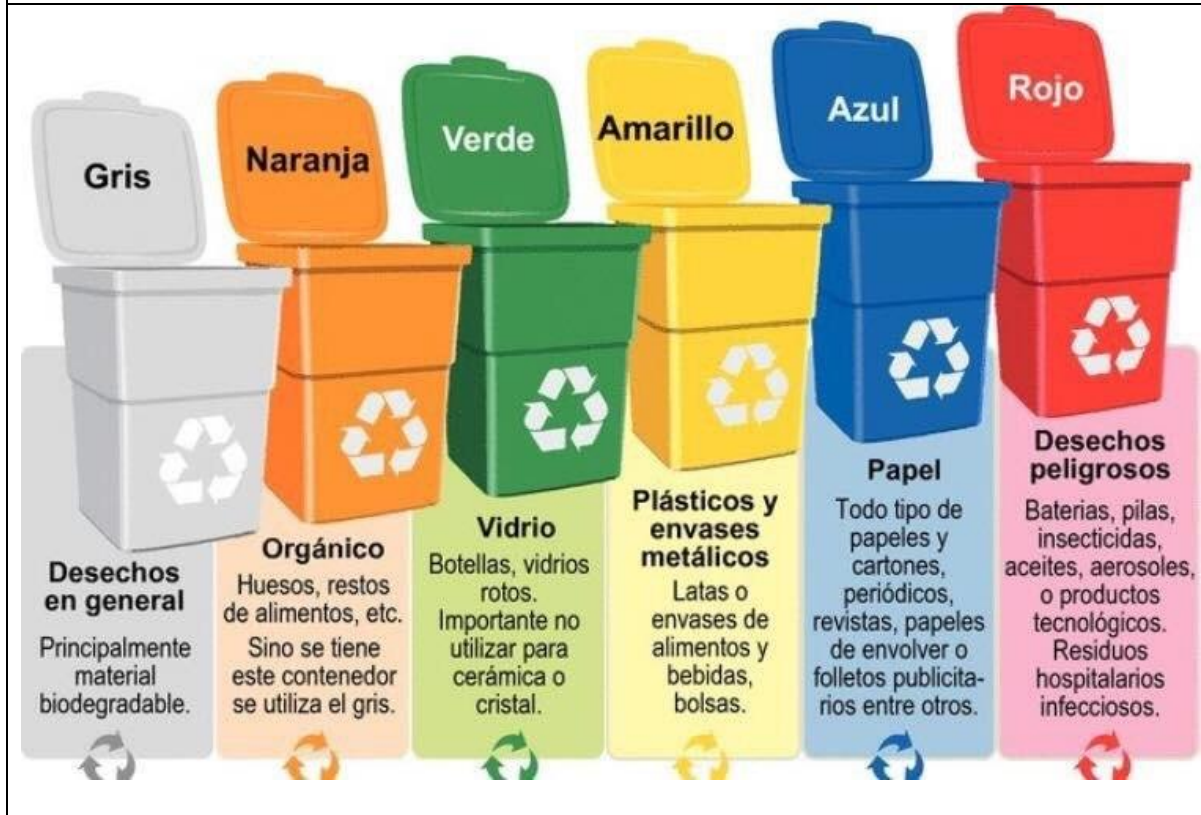 Gris
Naranja
Verde
Amarillo
Azul
Rojo
Desechos
en general
Principalmente
material
biodegradable.
Orgánico
Huesos, restos
de alimentos, etc.
Sino se tiene
este contenedor
se utiliza el gris.
Vidrio
Botellas, vidrios
rotos.
Importante no
utilizar para
cerámica o
cristal.
Plásticos y
envases
metálicos
Latas o
envases de
alimentos y
bebidas,
bolsas.
Papel
Todo tipo de
papeles y
cartones,
periódicos,
revistas, papeles
de envolver o
folletos publicita-
rios entre otros.
Desechos
peligrosos
Baterias, pilas,
insecticidas,
aceites, aerosoles,
o productos
tecnológicos.
Residuos
hospitalarios
infecciosos.